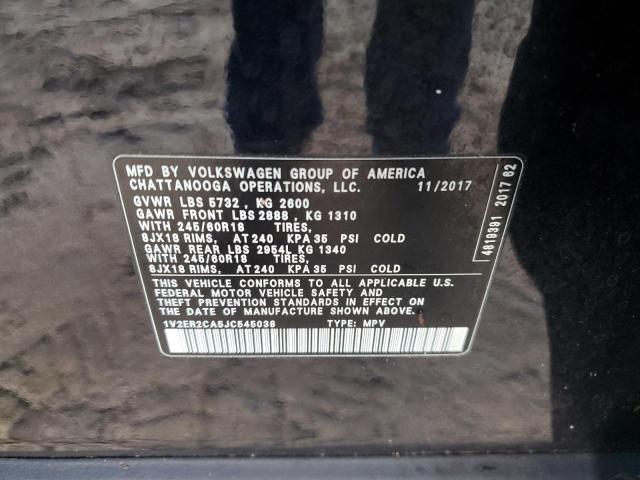 MFD BY VOLKSWAGEN GROUP OF AMERICA
CHATTANOOGA OPERATIONS, LLC. 11/2017
GVWR LBS 5732 , KG 2600
GAWR FRONT LBS 2888 , KG 1310
WITH 245/60R18 TIRES,
8JX18 RIMS, AT 240 KPA 35 PSI COLD
GAWR REAR LBS 2954L KG 1340
WITH 245/60R18 TIRES,
8JX18 RIMS, AT 240 KPA 35 PSI COLD
THIS VEHICLE CONFORMS TO ALL APPLICABLE U.S.
FEDERAL MOTOR VEHICLE SAFETY AND
THEFT PREVENTION STANDARDS IN EFFECT ON
DATE OF MANUFACTURE SHOWN ABOVE.
1V2ER2CA5JC545038 TYPE: MPV
4819391 2017 62